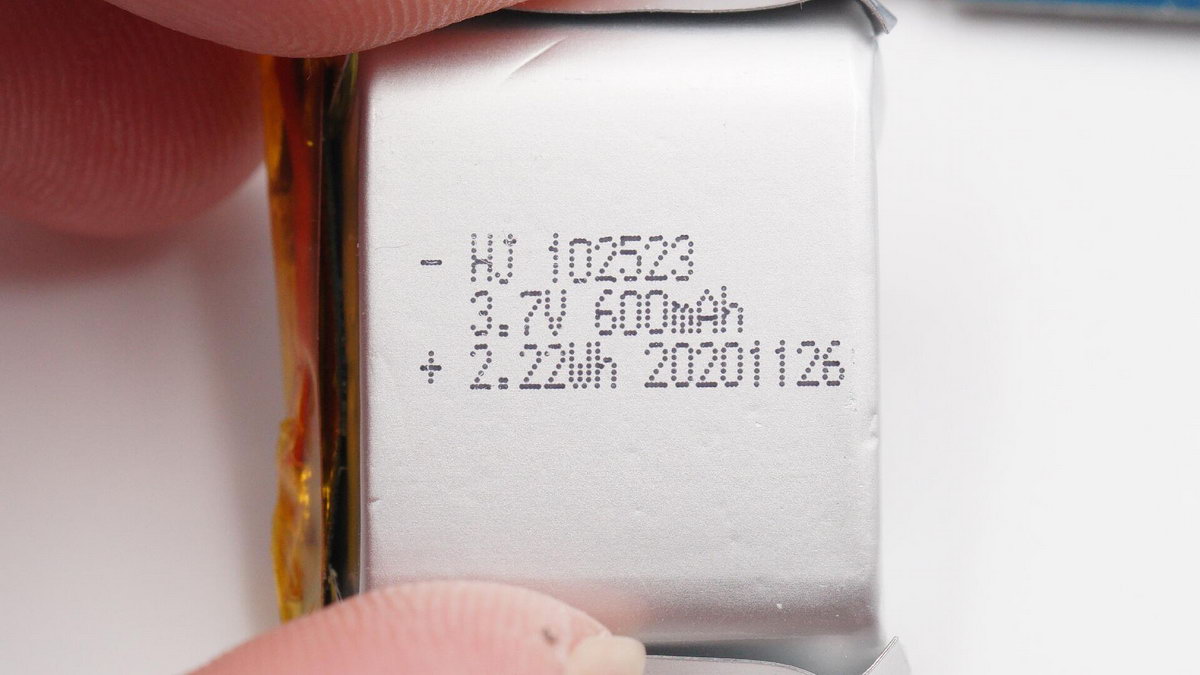 - HJ 102523
3.7V 600mAh
+ 2.22Wh 20201126